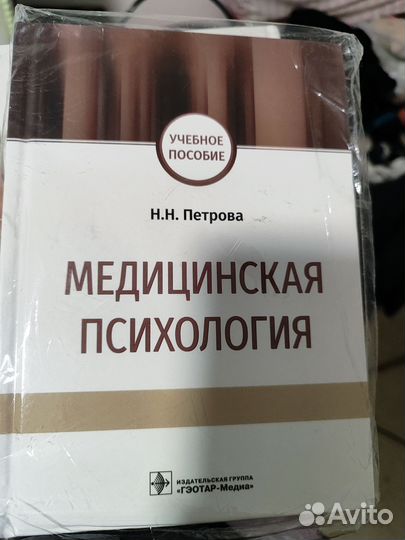 УЧЕБНОЕ
ПОСОБИЕ
Н.Н. Петрова
МЕДИЦИНСКАЯ
ПСИХОЛОГИЯ
ИЗДАТЕЛЬСКАЯ ГРУППА
«ГЭОТАР-Медиа»
Avito